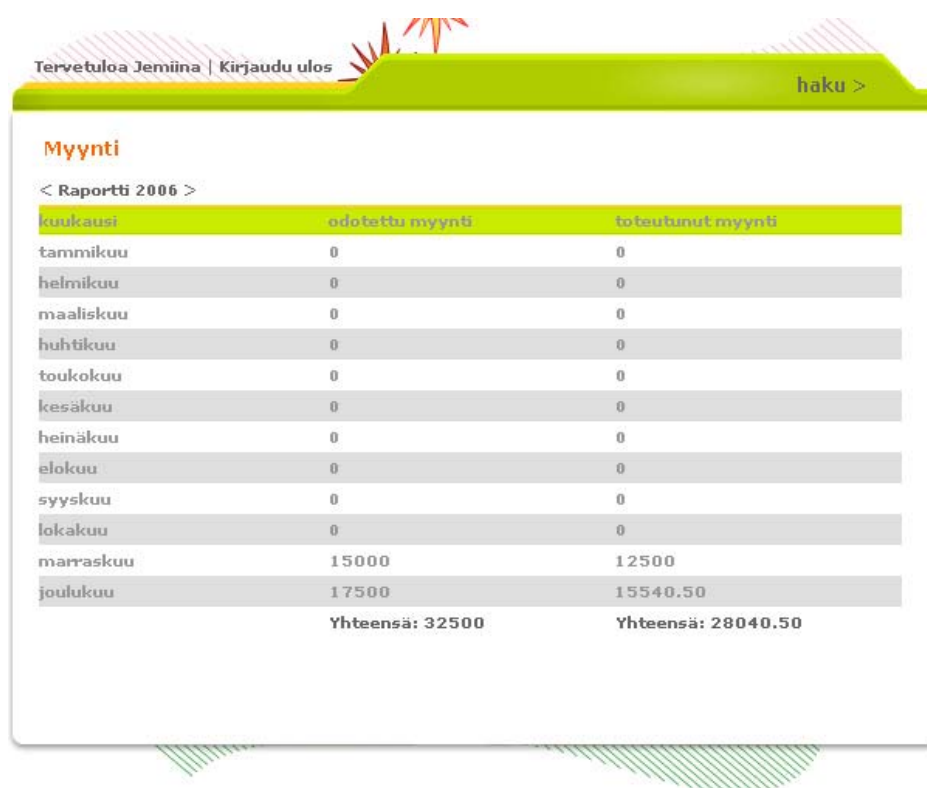 Tervetuloa Jemiina | Kirjaudu ulos
haku >
Myynti
< Raportti 2006 >
kuukausi odotettu myynti toteutunut myynti
tammikuu 0 0
helmikuu 0 0
maaliskuu 0 0
huhtikuu 0 0
toukokuu 0 0
kesäkuu 0 0
heinäkuu 0 0
elokuu 0 0
syyskuu 0 0
lokakuu 0 0
marraskuu 15000 12500
joulukuu 17500 15540.50
Yhteensä: 32500 Yhteensä: 28040.50